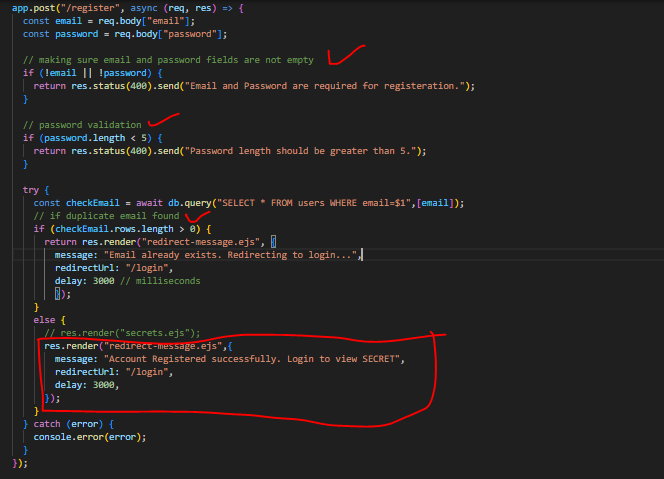 app.post("/register", async (req, res) => {
const email = req.body["email"];
const password = req.body["password"];
// making sure email and password fields are not empty
if (!email || !password) {
return res.status(400).send("Email and Password are required for registeration.");
}
// password validation
if (password.length < 5) {
return res.status(400).send("Password length should be greater than 5.");
}
try {
const checkEmail = await db.query("SELECT * FROM users WHERE email=$1",[email]);
// if duplicate email found
if (checkEmail.rows.length > 0) {
return res.render("redirect-message.ejs", {
message: "Email already exists. Redirecting to login...",
redirectUrl: "/login",
delay: 3000 // milliseconds
});
}
else {
// res.render("secrets.ejs");
res.render("redirect-message.ejs",{
message: "Account Registered successfully. Login to view SECRET",
redirectUrl: "/login",
delay: 3000,
});
}
} catch (error) {
console.error(error);
}
});